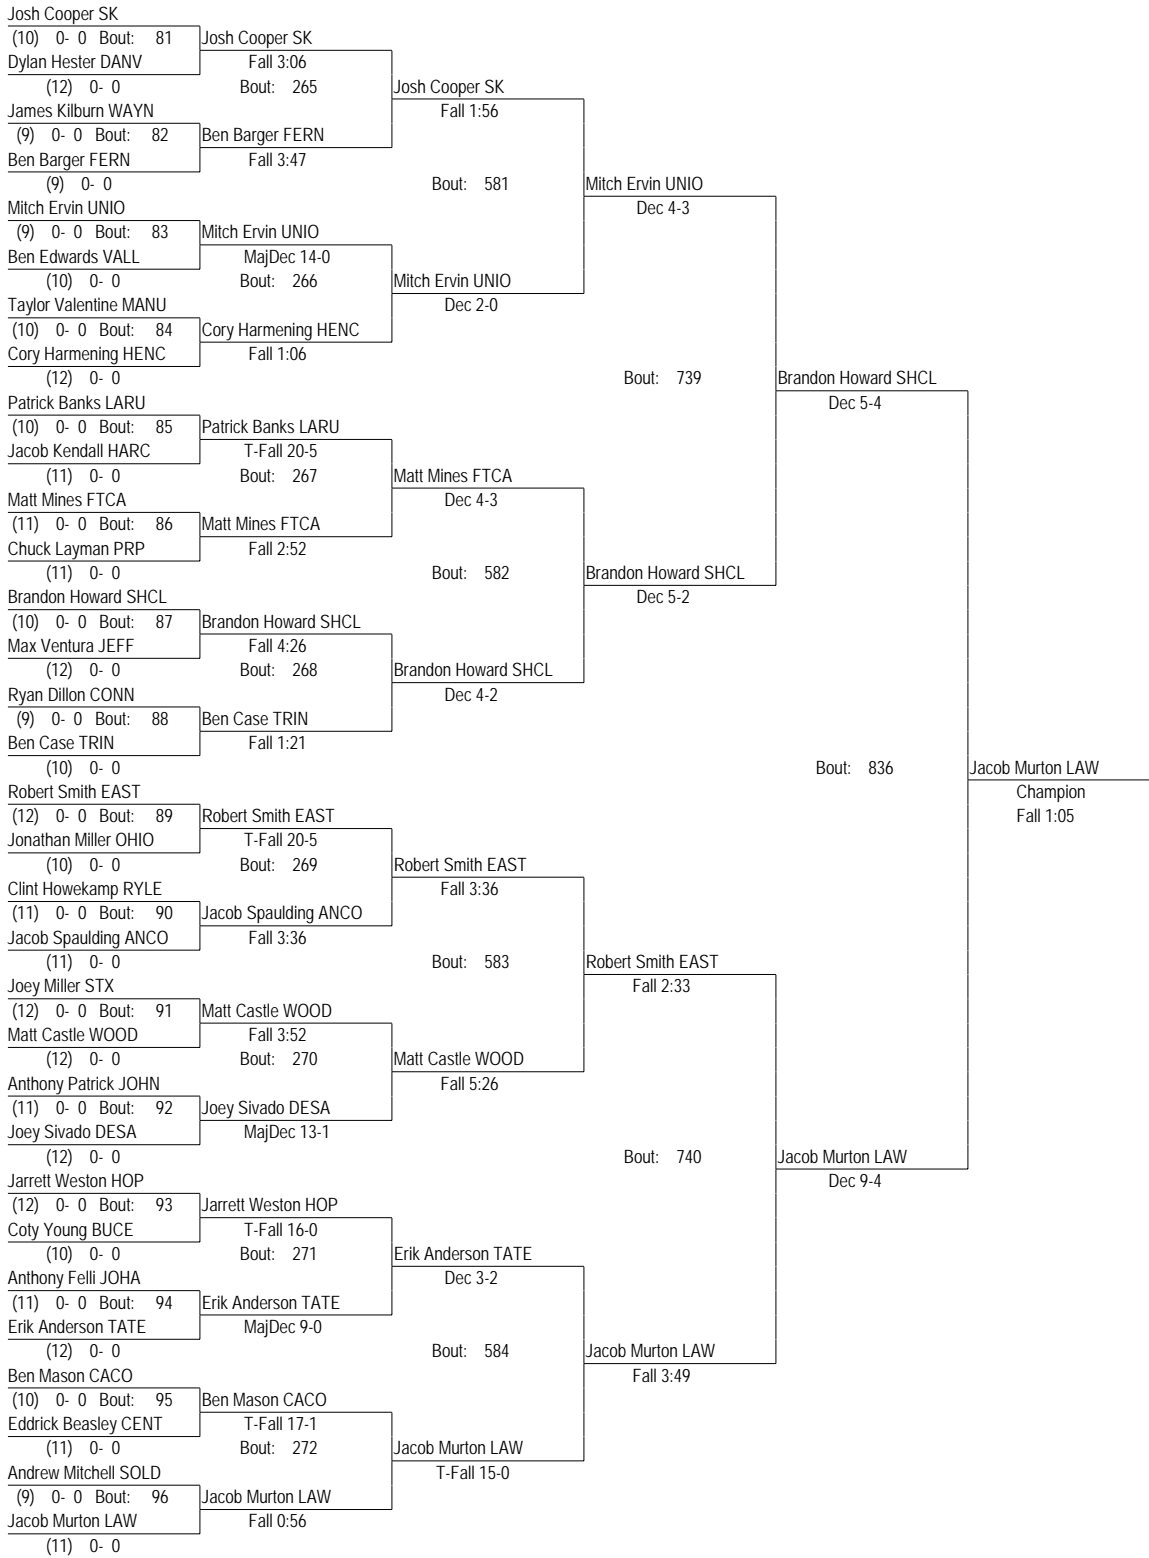 Josh Cooper SK
(10) 0- 0 Bout: 81 Josh Cooper SK
Dylan Hester DANV Fall 3:06
(12) 0- 0 Bout: 265 Josh Cooper SK
James Kilburn WAYN Fall 1:56
(9) 0- 0 Bout: 82 Ben Barger FERN
Ben Barger FERN Fall 3:47
(9) 0- 0 Bout: 581 Mitch Ervin UNIO
Mitch Ervin UNIO Dec 4-3
(9) 0- 0 Bout: 83 Mitch Ervin UNIO
Ben Edwards VALL MajDec 14-0
(10) 0- 0 Bout: 266 Mitch Ervin UNIO
Taylor Valentine MANU Dec 2-0
(10) 0- 0 Bout: 84 Cory Harmening HENC
Cory Harmening HENC Fall 1:06
(12) 0- 0 Bout: 739 Brandon Howard SHCL
Patrick Banks LARU Dec 5-4
(10) 0- 0 Bout: 85 Patrick Banks LARU
Jacob Kendall HARC T-Fall 20-5
(11) 0- 0 Bout: 267 Matt Mines FTCA
Matt Mines FTCA Dec 4-3
(11) 0- 0 Bout: 86 Matt Mines FTCA
Chuck Layman PRP Fall 2:52
(11) 0- 0 Bout: 582 Brandon Howard SHCL
Brandon Howard SHCL Dec 5-2
(10) 0- 0 Bout: 87 Brandon Howard SHCL
Max Ventura JEFF Fall 4:26
(12) 0- 0 Bout: 268 Brandon Howard SHCL
Ryan Dillon CONN Dec 4-2
(9) 0- 0 Bout: 88 Ben Case TRIN
Ben Case TRIN Fall 1:21
(10) 0- 0 Bout: 836 Jacob Murton LAW
Robert Smith EAST Champion
(12) 0- 0 Bout: 89 Robert Smith EAST Fall 1:05
Jonathan Miller OHIO T-Fall 20-5
(10) 0- 0 Bout: 269 Robert Smith EAST
Clint Howekamp RYLE Fall 3:36
(11) 0- 0 Bout: 90 Jacob Spaulding ANCO
Jacob Spaulding ANCO Fall 3:36
(11) 0- 0 Bout: 583 Robert Smith EAST
Joey Miller STX Fall 2:33
(12) 0- 0 Bout: 91 Matt Castle WOOD
Matt Castle WOOD Fall 3:52
(12) 0- 0 Bout: 270 Matt Castle WOOD
Anthony Patrick JOHN Fall 5:26
(11) 0- 0 Bout: 92 Joey Sivado DESA
Joey Sivado DESA MajDec 13-1
(12) 0- 0 Bout: 740 Jacob Murton LAW
Jarrett Weston HOP Dec 9-4
(12) 0- 0 Bout: 93 Jarrett Weston HOP
Coty Young BUCE T-Fall 16-0
(10) 0- 0 Bout: 271 Erik Anderson TATE
Anthony Felli JOHA Dec 3-2
(11) 0- 0 Bout: 94 Erik Anderson TATE
Erik Anderson TATE MajDec 9-0
(12) 0- 0 Bout: 584 Jacob Murton LAW
Ben Mason CACO Fall 3:49
(10) 0- 0 Bout: 95 Ben Mason CACO
Eddrick Beasley CENT T-Fall 17-1
(11) 0- 0 Bout: 272 Jacob Murton LAW
Andrew Mitchell SOLD T-Fall 15-0
(9) 0- 0 Bout: 96 Jacob Murton LAW
Jacob Murton LAW Fall 0:56
(11) 0- 0